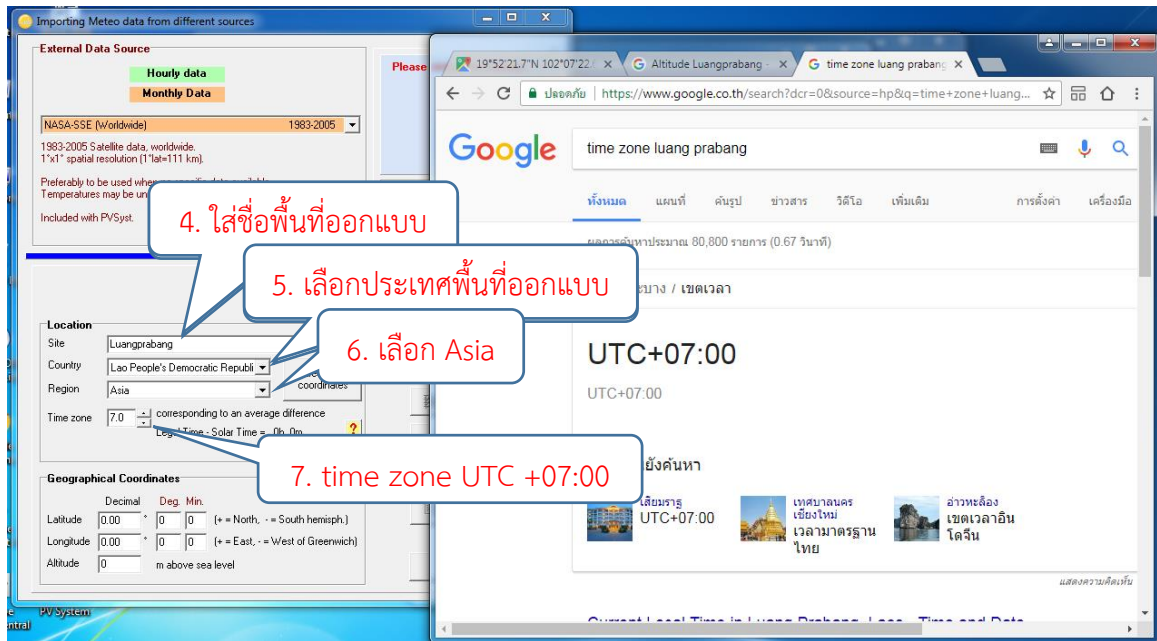 Importing Meteo data from different sources
External Data Source
Hourly data
Monthly Data
NASA-SSE (Worldwide) 1983-2005
1983-2005 Satellite data, worldwide.
1°x1° spatial resolution (1°lat=111 km).
Preferably to be used when
Temperatures may be
Included with PVSyst.
Please
4. ใส่ชื่อพื้นที่ออกแบบ
5. เลือกประเทศพื้นที่ออกแบบ
6. เลือก Asia
7. time zone UTC +07:00
Location
Site Luangprabang
Country Lao People's Democratic Republi
Region Asia
coordinates
Time zone 7.0 corresponding to an average difference
Legal Time - Solar Time = 0h 0m ?
Geographical Coordinates
Decimal Deg. Min.
Latitude 0.00 ° 0 0 (+ = North, - = South hemisph.)
Longitude 0.00 ° 0 0 (+ = East, - = West of Greenwich)
Altitude 0 m above sea level
PV System
entral
19°52'21.7"N 102°07'22. Altitude Luangprabang - time zone luang praban
ปลอดภัย https://www.google.co.th/search?dcr=0&source=hp&q=time+zone+luang...
Google time zone luang prabang
ทั้งหมด แผนที่ ค้นรูป ข่าวสาร วิดีโอ เพิ่มเติม การตั้งค่า เครื่องมือ
ผลการค้นหาประมาณ 80,800 รายการ (0.67 วินาที)
ะบาง / เขตเวลา
UTC+07:00
UTC+07:00
ยังค้นหา
เสียมราฐ
UTC+07:00
เทศบาลนคร
เชียงใหม่
เวลามาตรฐาน
ไทย
อ่าวหะล็อง
เขตเวลาอิน
โดจีน
แสดงความคิดเห็น
Current Local Time in Luang Prabang, Laos - Time and Date